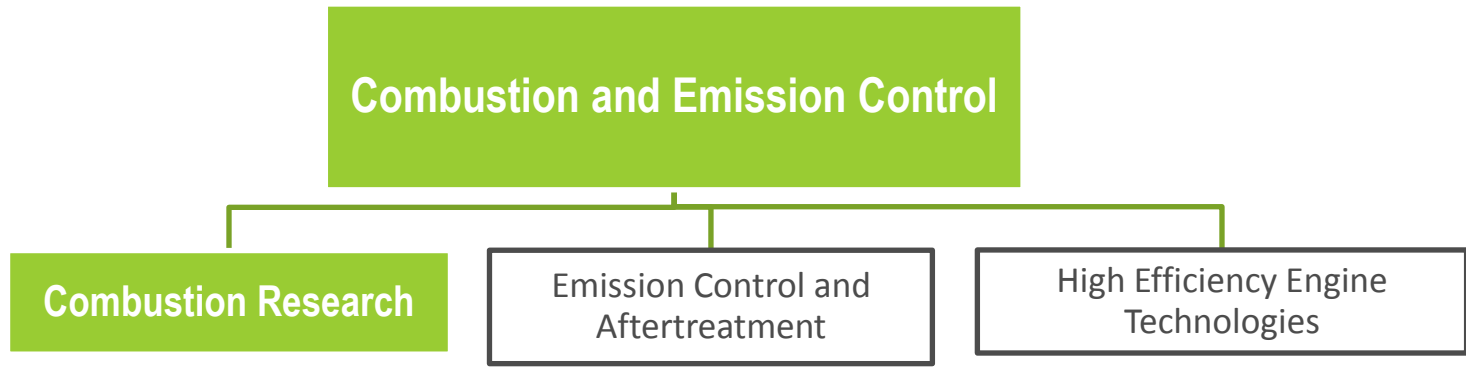 Combustion and Emission Control
Combustion Research
Emission Control and
Aftertreatment
High Efficiency Engine
Technologies